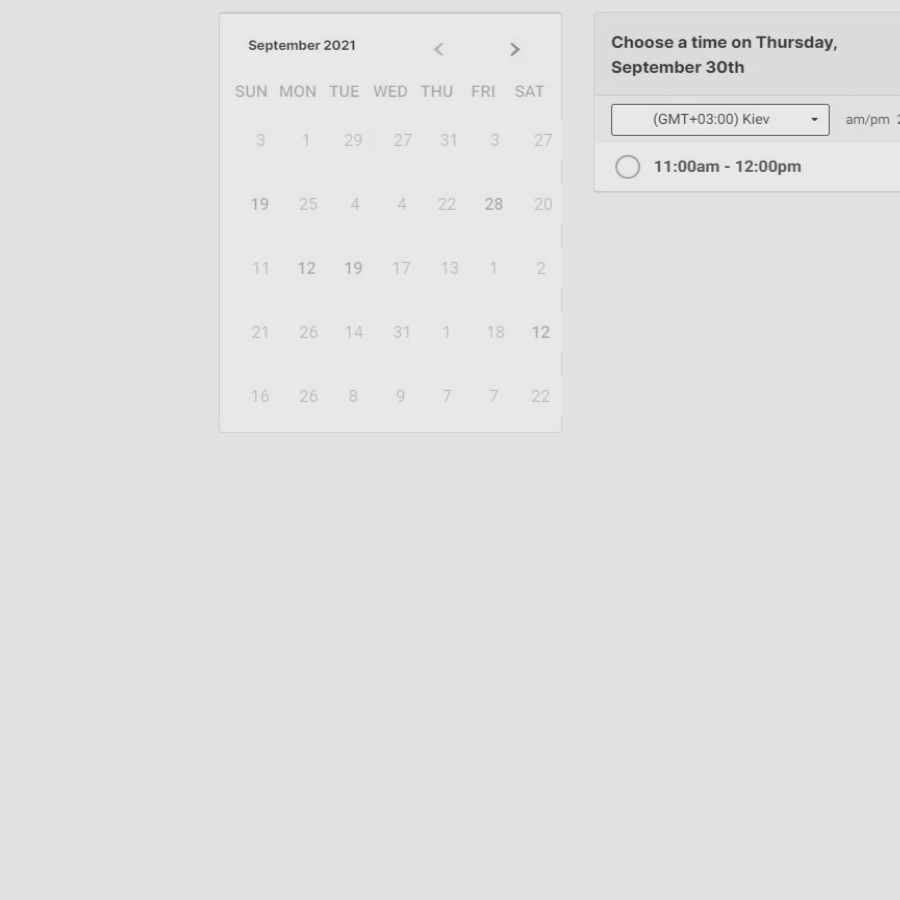 September 2021
SUN MON TUE WED THU FRI SAT
3 1 29 27 31 3 27
19 25 4 4 22 28 20
11 12 19 17 13 1 2
21 26 14 31 1 18 12
16 26 8 9 7 7 22
Choose a time on Thursday,
September 30th
(GMT+03:00) Kiev am/pm
11:00am - 12:00pm